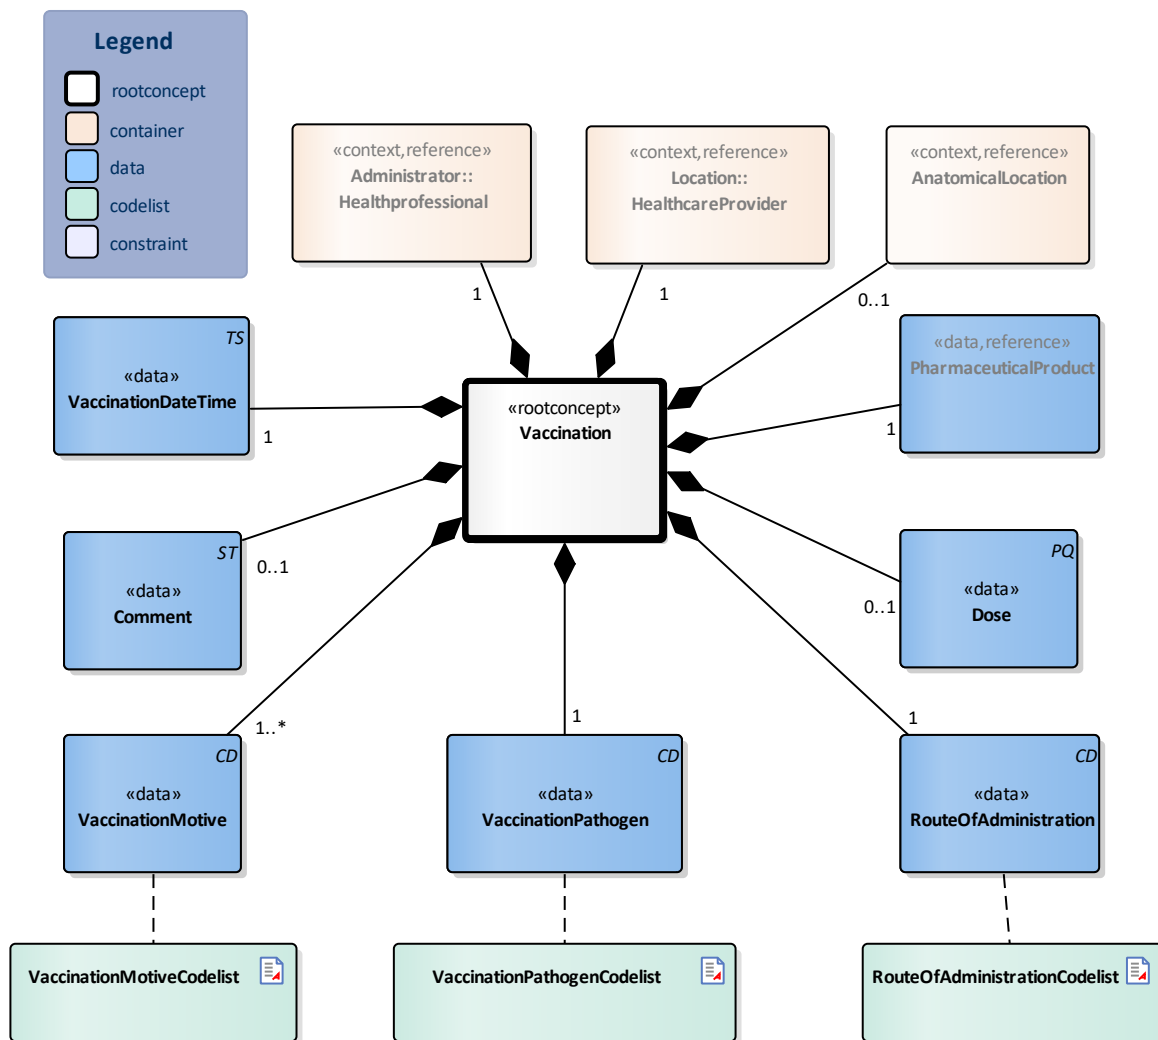 Legend
rootconcept
container
data
codelist
constraint
«context,reference»
Administrator::
Healthprofessional
«context,reference»
Location::
HealthcareProvider
«context,reference»
AnatomicalLocation
1
1
0..1
TS
«data»
VaccinationDateTime
1
«rootconcept»
Vaccination
«data,reference»
PharmaceuticalProduct
1
ST
«data»
Comment
0..1
PQ
«data»
Dose
0..1
1..*
1
1
CD
«data»
VaccinationMotive
CD
«data»
VaccinationPathogen
CD
«data»
RouteOfAdministration
VaccinationMotiveCodelist
VaccinationPathogenCodelist
RouteOfAdministrationCodelist